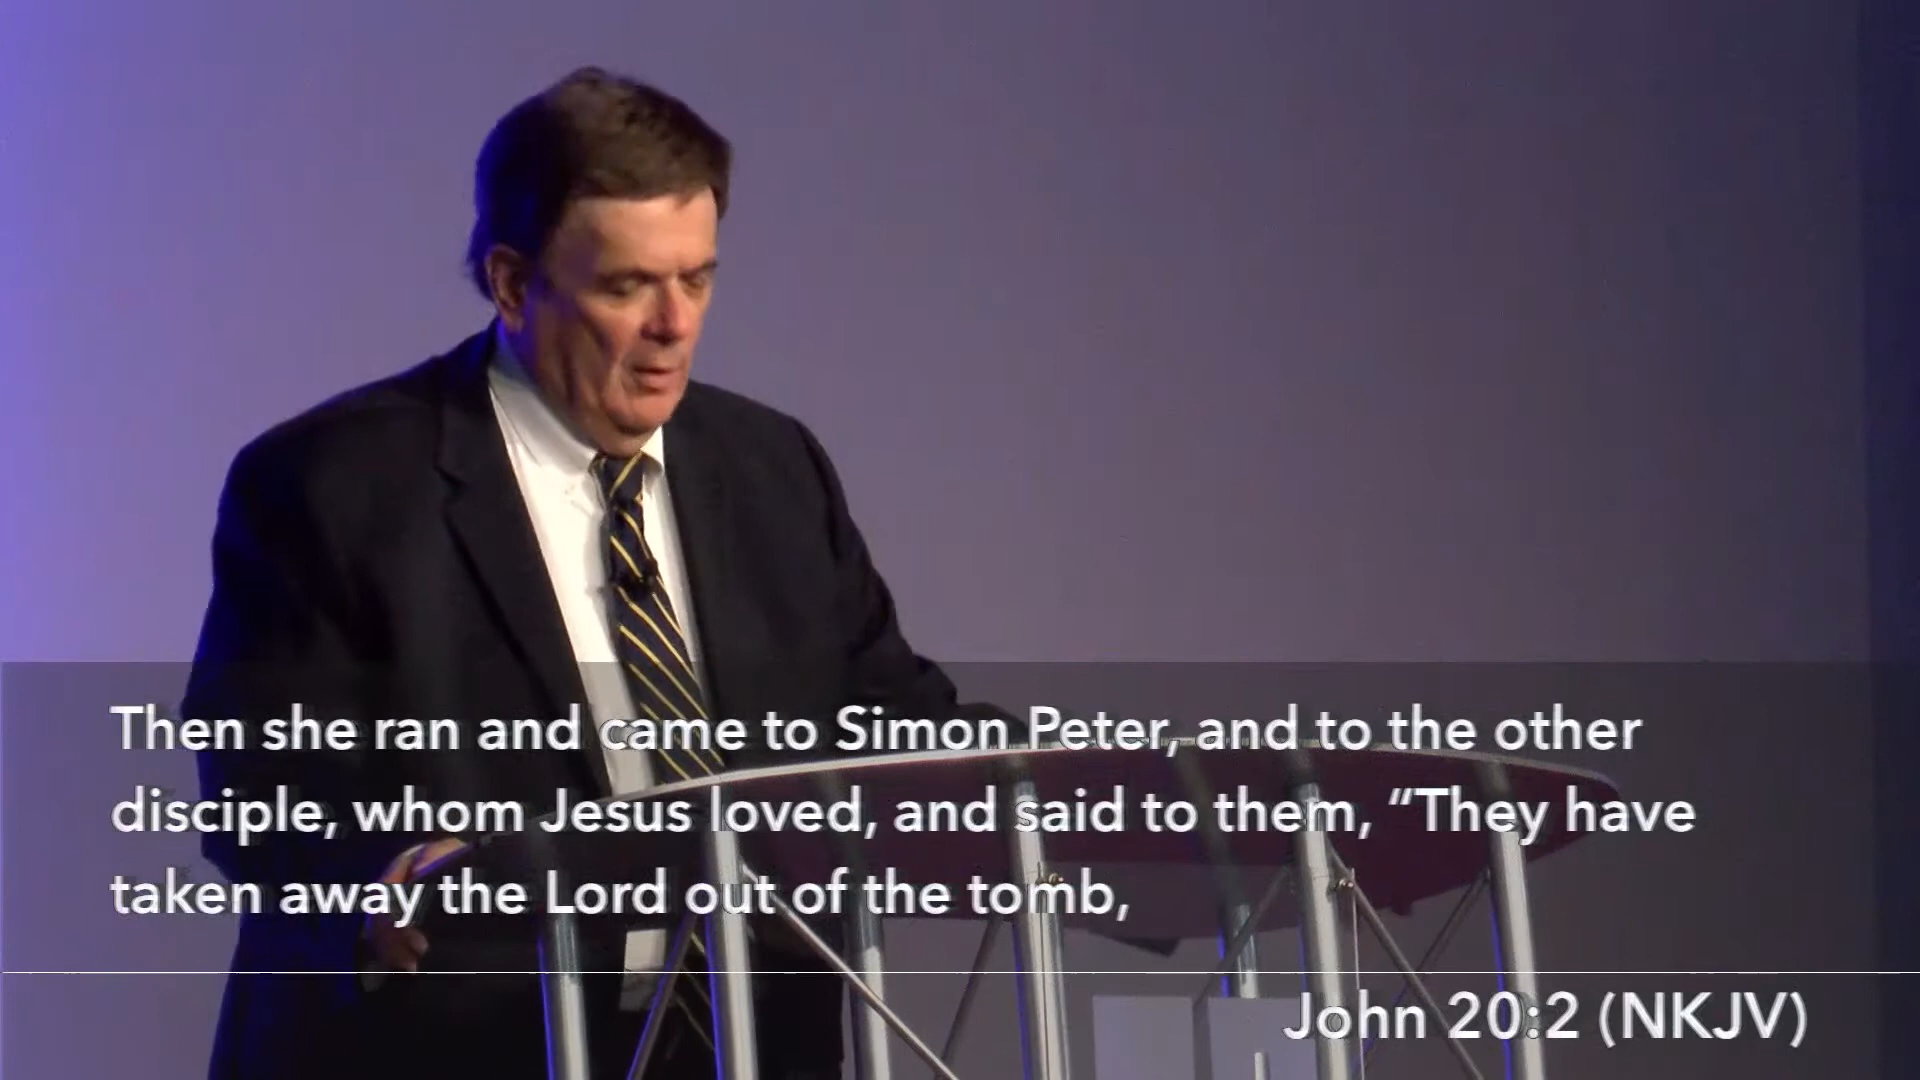 Then she ran and came to Simon Peter, and to the other
disciple, whom Jesus loved, and said to them, “They have
taken away the Lord out of the tomb,
John 20:2 (NKJV)